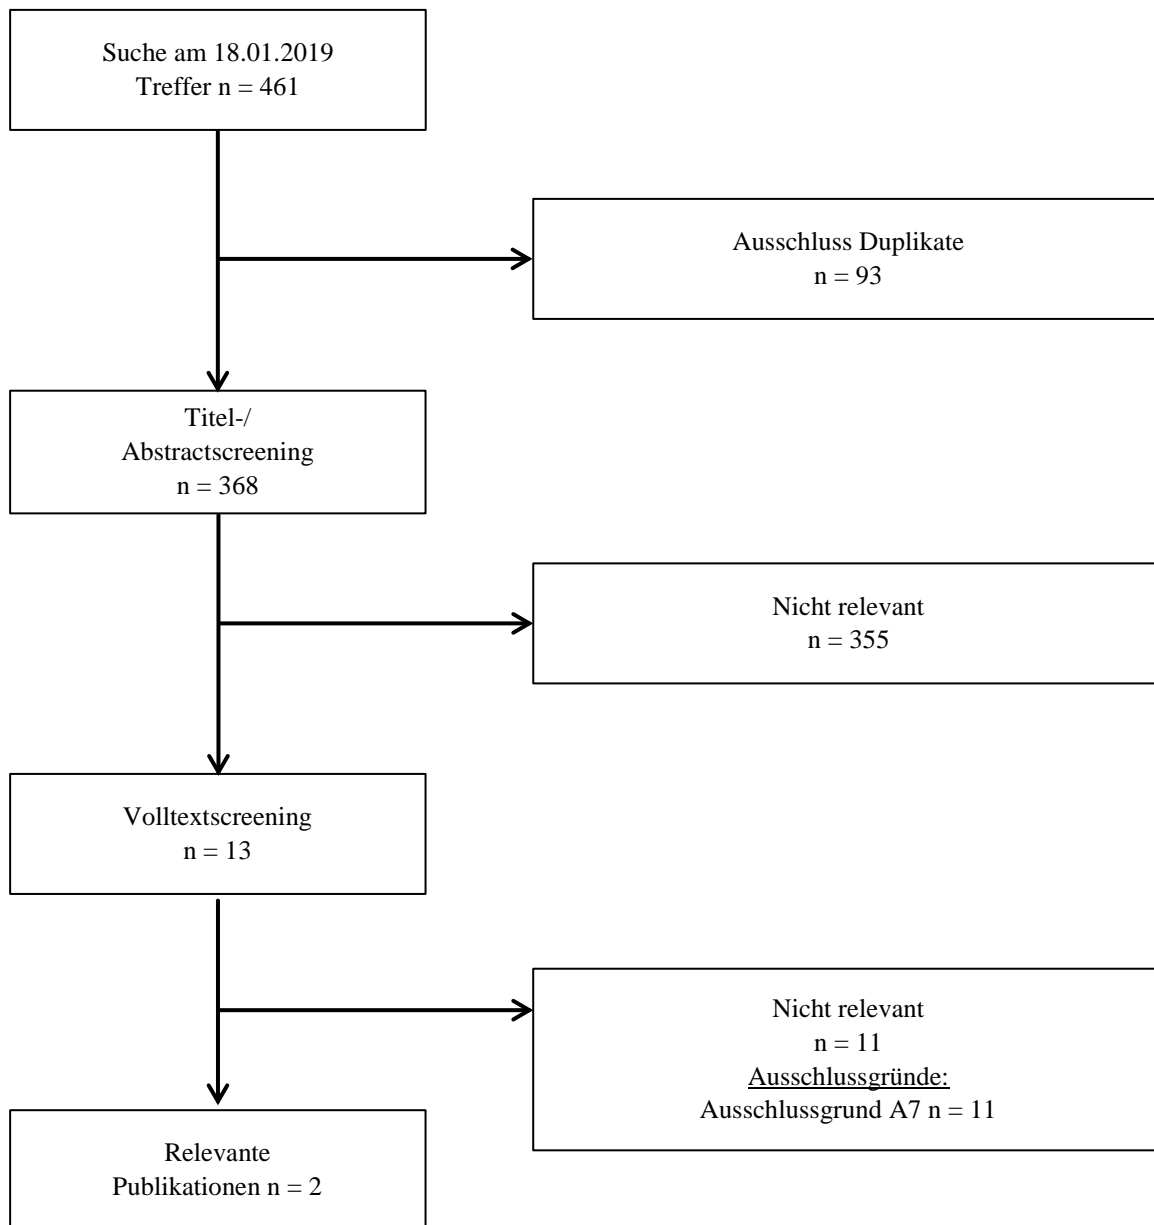 Suche am 18.01.2019
Treffer n = 461
Ausschluss Duplikate
n = 93
Titel-/
Abstractscreening
n = 368
Nicht relevant
n = 355
Volltextscreening
n = 13
Nicht relevant
n = 11
Ausschlussgründe:
Ausschlussgrund A7 n = 11
Relevante
Publikationen n = 2